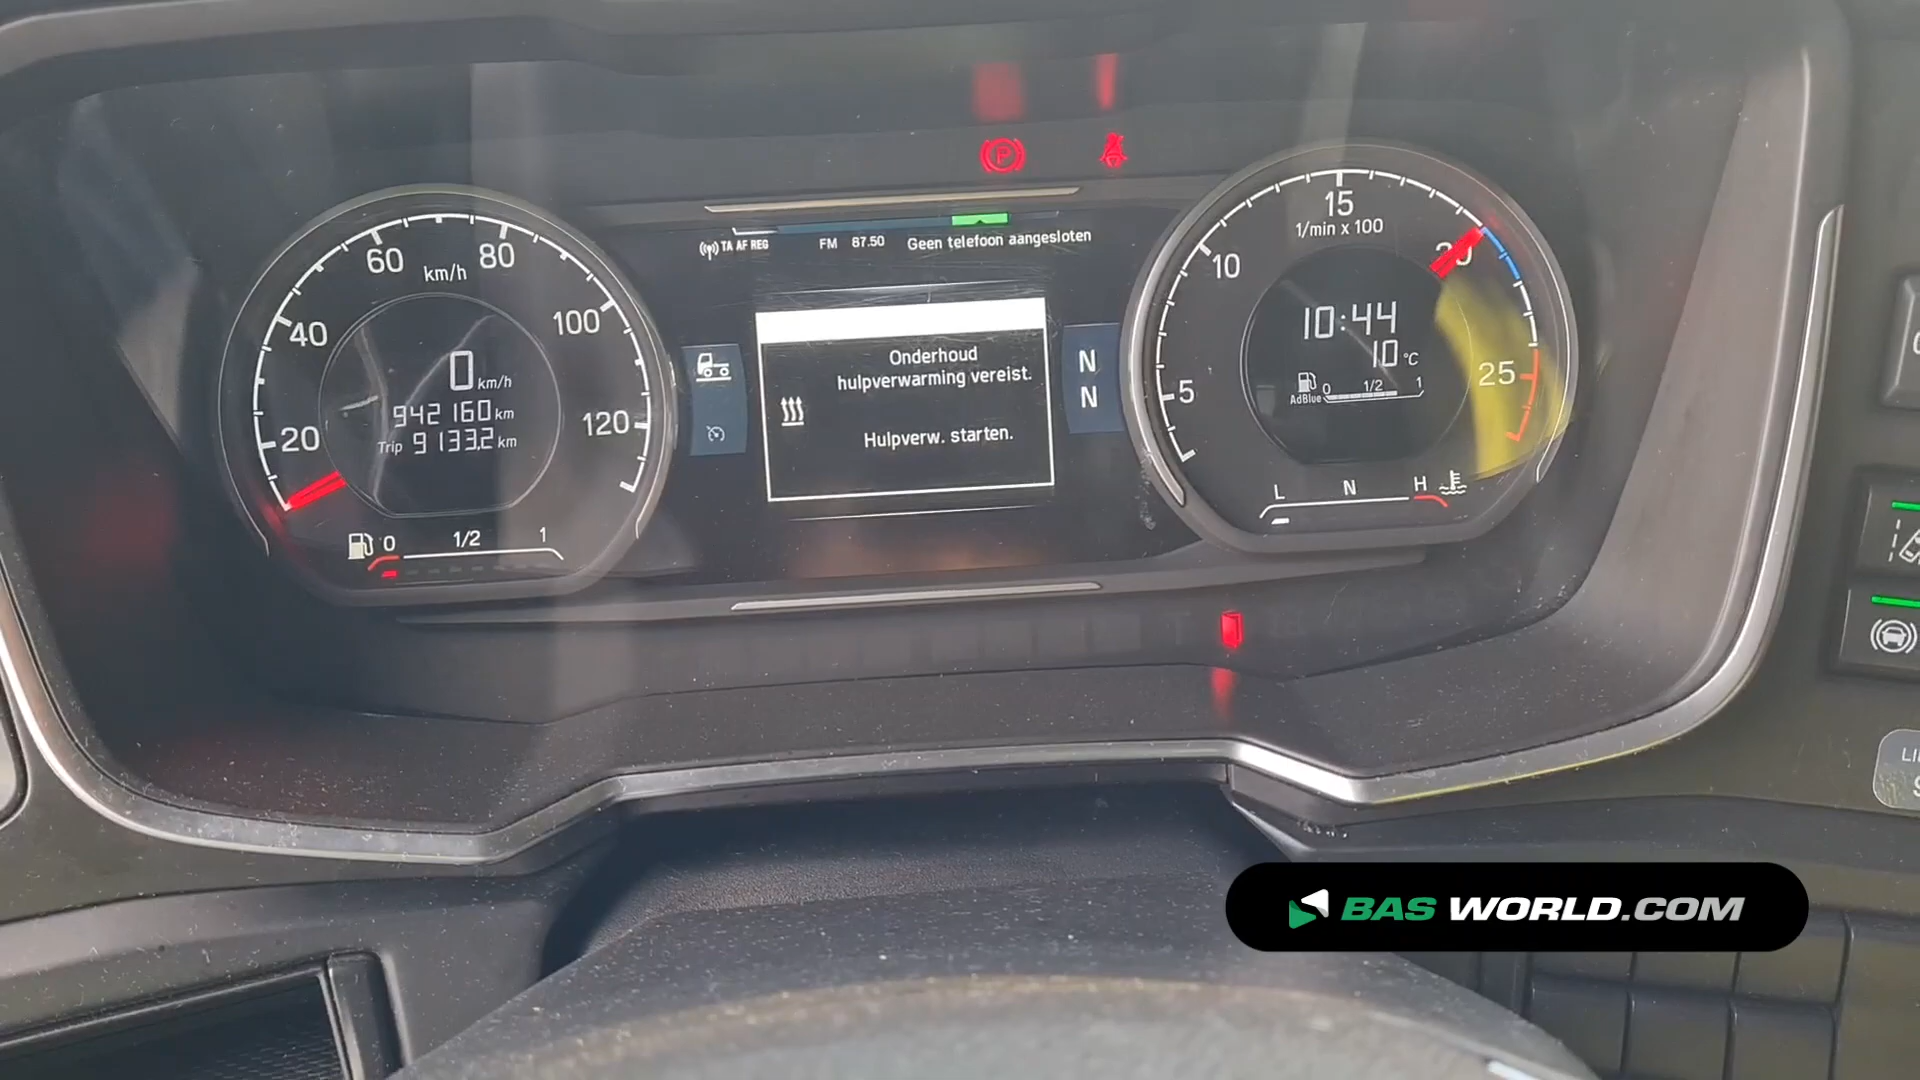 TA AF REG FM 87.50 Geen telefoon aangesloten
Onderhoud
hulpverwarming vereist.
Hulpverw. starten.
N
N
20
40
60
80
100
120
km/h
0 km/h
942160 km
Trip 9133,2 km
0 1/2 1
5
10
15
20
25
1/min x 100
10:44
10 °C
AdBlue 0 1/2 1
L N H
P
BAS WORLD.COM